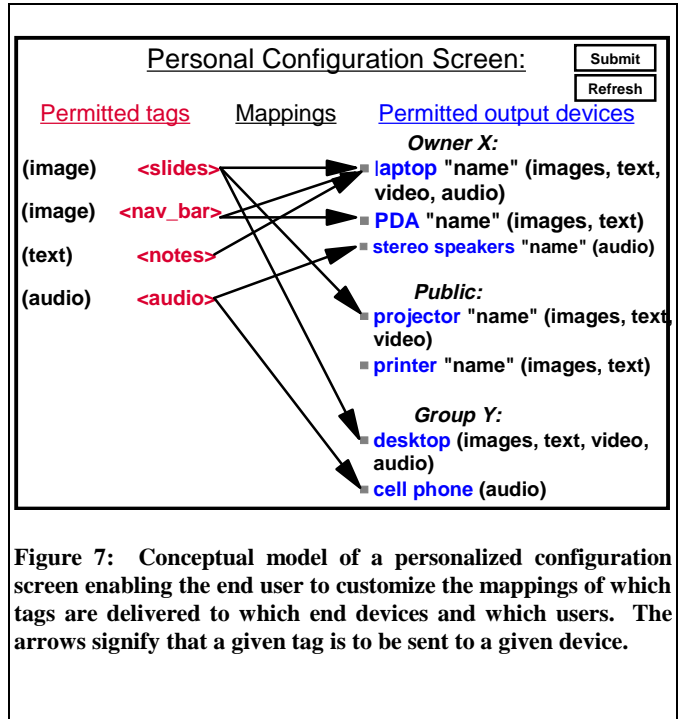 Personal Configuration Screen:
Submit
Refresh
Permitted tags
Mappings
Permitted output devices
Owner X:
(image) <slides>
laptop "name" (images, text,
video, audio)
(image) <nav_bar>
PDA "name" (images, text)
(text) <notes>
stereo speakers "name" (audio)
(audio) <audio>
Public:
projector "name" (images, text,
video)
printer "name" (images, text)
Group Y:
desktop (images, text, video,
audio)
cell phone (audio)
Figure 7: Conceptual model of a personalized configuration
screen enabling the end user to customize the mappings of which
tags are delivered to which end devices and which users. The
arrows signify that a given tag is to be sent to a given device.